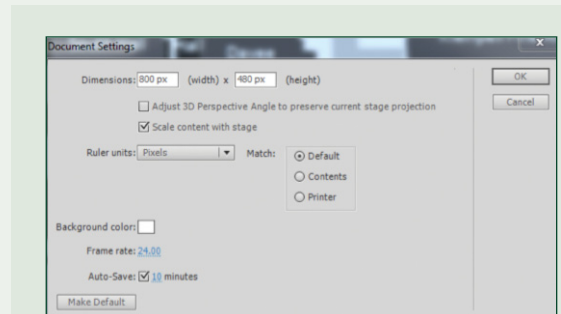 Document Settings
x
Dimensions: 800 px (width) x 480 px (height)
OK
Adjust 3D Perspective Angle to preserve current stage projection
Cancel
Scale content with stage
Ruler units: Pixels Match: Default
Contents
Printer
Background color:
Frame rate: 24.00
Auto-Save: 10 minutes
Make Default